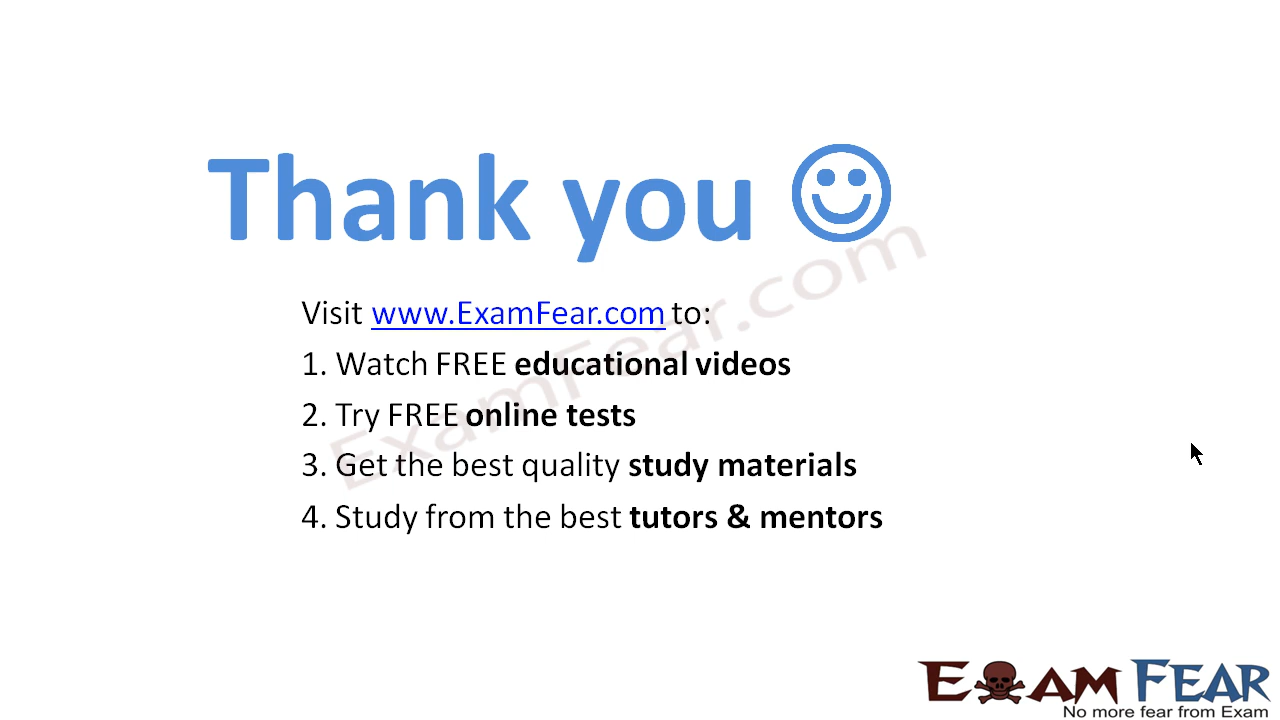 Thank you ☺
Visit www.ExamFear.com to:
1. Watch FREE educational videos
2. Try FREE online tests
3. Get the best quality study materials
4. Study from the best tutors & mentors
ExamFear.com
EXAM FEAR
No more fear from Exam